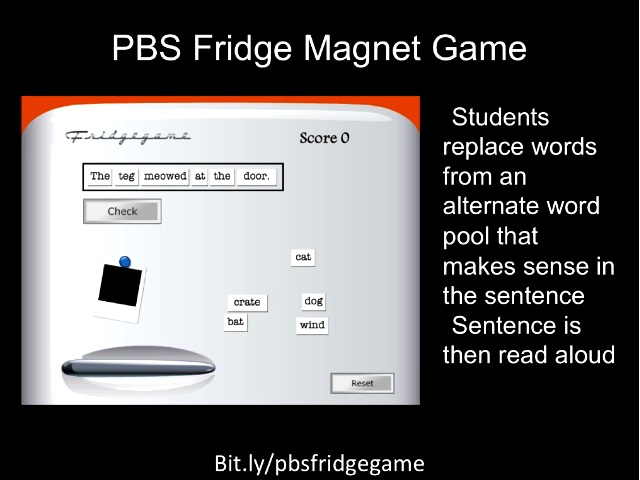 PBS Fridge Magnet Game
Fridgegame
Score 0
The teg meowed at the door.
Check
cat
crate
dog
bat
wind
Reset
Students
replace words
from an
alternate word
pool that
makes sense in
the sentence
Sentence is
then read aloud
Bit.ly/pbsfridgegame